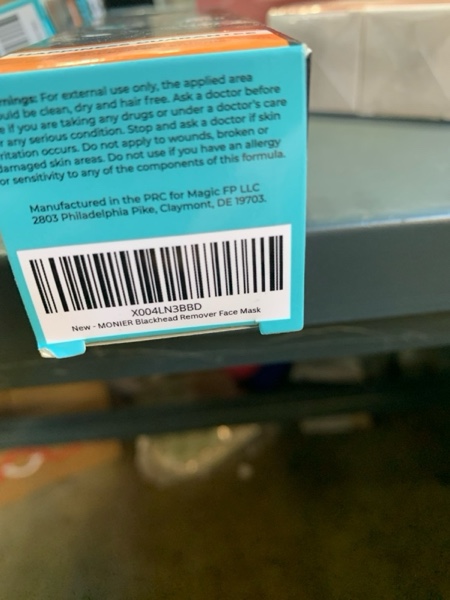 rnings: For external use only, the applied area
ould be clean, dry and hair free. Ask a doctor before
e if you are taking any drugs or under a doctor's care
r any serious condition. Stop and ask a doctor if skin
ritation occurs. Do not apply to wounds, broken or
damaged skin areas. Do not use if you have an allergy
or sensitivity to any of the components of this formula.
Manufactured in the PRC for Magic FP LLC
2803 Philadelphia Pike, Claymont, DE 19703.
X004LN3BBD
New - MONIER Blackhead Remover Face Mask